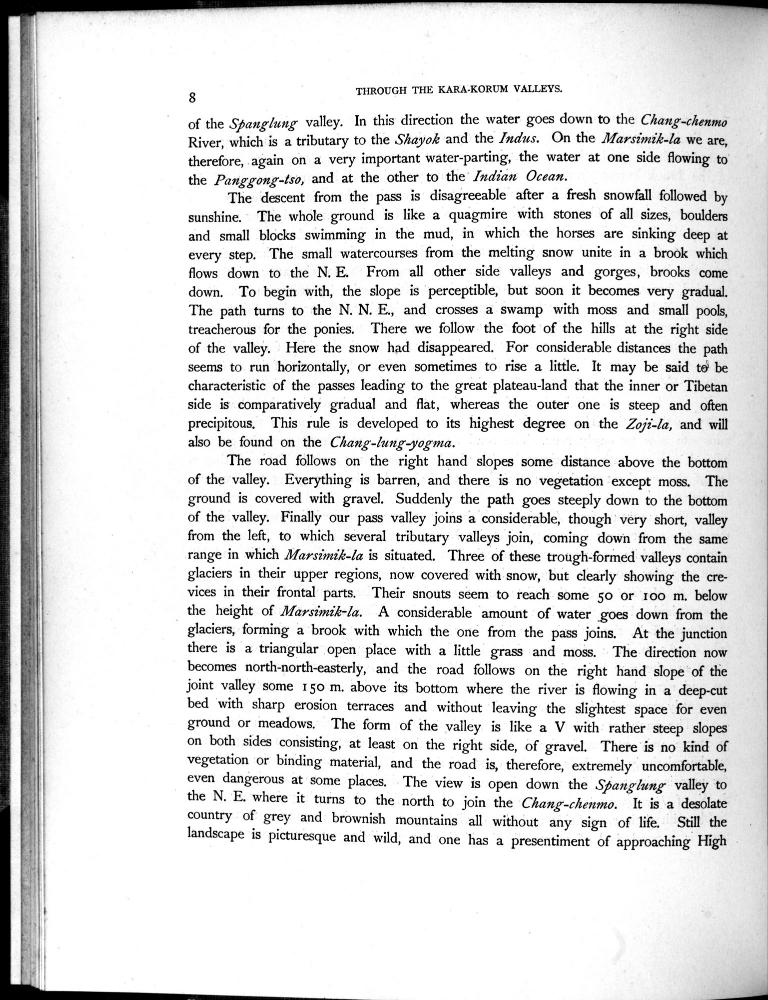 8
THROUGH THE KARA-KORUM VALLEYS.
of the Spanglung valley. In this direction the water goes down to the Chang-chenmo
River, which is a tributary to the Shayok and the Indus. On the Marsimik-la we are,
therefore, again on a very important water-parting, the water at one side flowing to
the Panggong-tso, and at the other to the Indian Ocean.
The descent from the pass is disagreeable after a fresh snowfall followed by
sunshine. The whole ground is like a quagmire with stones of all sizes, boulders
and small blocks swimming in the mud, in which the horses are sinking deep at
every step. The small watercourses from the melting snow unite in a brook which
flows down to the N. E. From all other side valleys and gorges, brooks come
down. To begin with, the slope is perceptible, but soon it becomes very gradual.
The path turns to the N. N. E., and crosses a swamp with moss and small pools,
treacherous for the ponies. There we follow the foot of the hills at the right side
of the valley. Here the snow had disappeared. For considerable distances the path
seems to run horizontally, or even sometimes to rise a little. It may be said to be
characteristic of the passes leading to the great plateau-land that the inner or Tibetan
side is comparatively gradual and flat, whereas the outer one is steep and often
precipitous. This rule is developed to its highest degree on the Zoji-la, and will
also be found on the Chang-lung-yogma.
The road follows on the right hand slopes some distance above the bottom
of the valley. Everything is barren, and there is no vegetation except moss. The
ground is covered with gravel. Suddenly the path goes steeply down to the bottom
of the valley. Finally our pass valley joins a considerable, though very short, valley
from the left, to which several tributary valleys join, coming down from the same
range in which Marsimik-la is situated. Three of these trough-formed valleys contain
glaciers in their upper regions, now covered with snow, but clearly showing the cre-
vices in their frontal parts. Their snouts seem to reach some 50 or 100 m. below
the height of Marsimik-la. A considerable amount of water goes down from the
glaciers, forming a brook with which the one from the pass joins. At the junction
there is a triangular open place with a little grass and moss. The direction now
becomes north-north-easterly, and the road follows on the right hand slope of the
joint valley some 150 m. above its bottom where the river is flowing in a deep-cut
bed with sharp erosion terraces and without leaving the slightest space for even
ground or meadows. The form of the valley is like a V with rather steep slopes
on both sides consisting, at least on the right side, of gravel. There is no kind of
vegetation or binding material, and the road is, therefore, extremely uncomfortable,
even dangerous at some places. The view is open down the Spanglung valley to
the N. E. where it turns to the north to join the Chang-chenmo. It is a desolate
country of grey and brownish mountains all without any sign of life. Still the
landscape is picturesque and wild, and one has a presentiment of approaching High